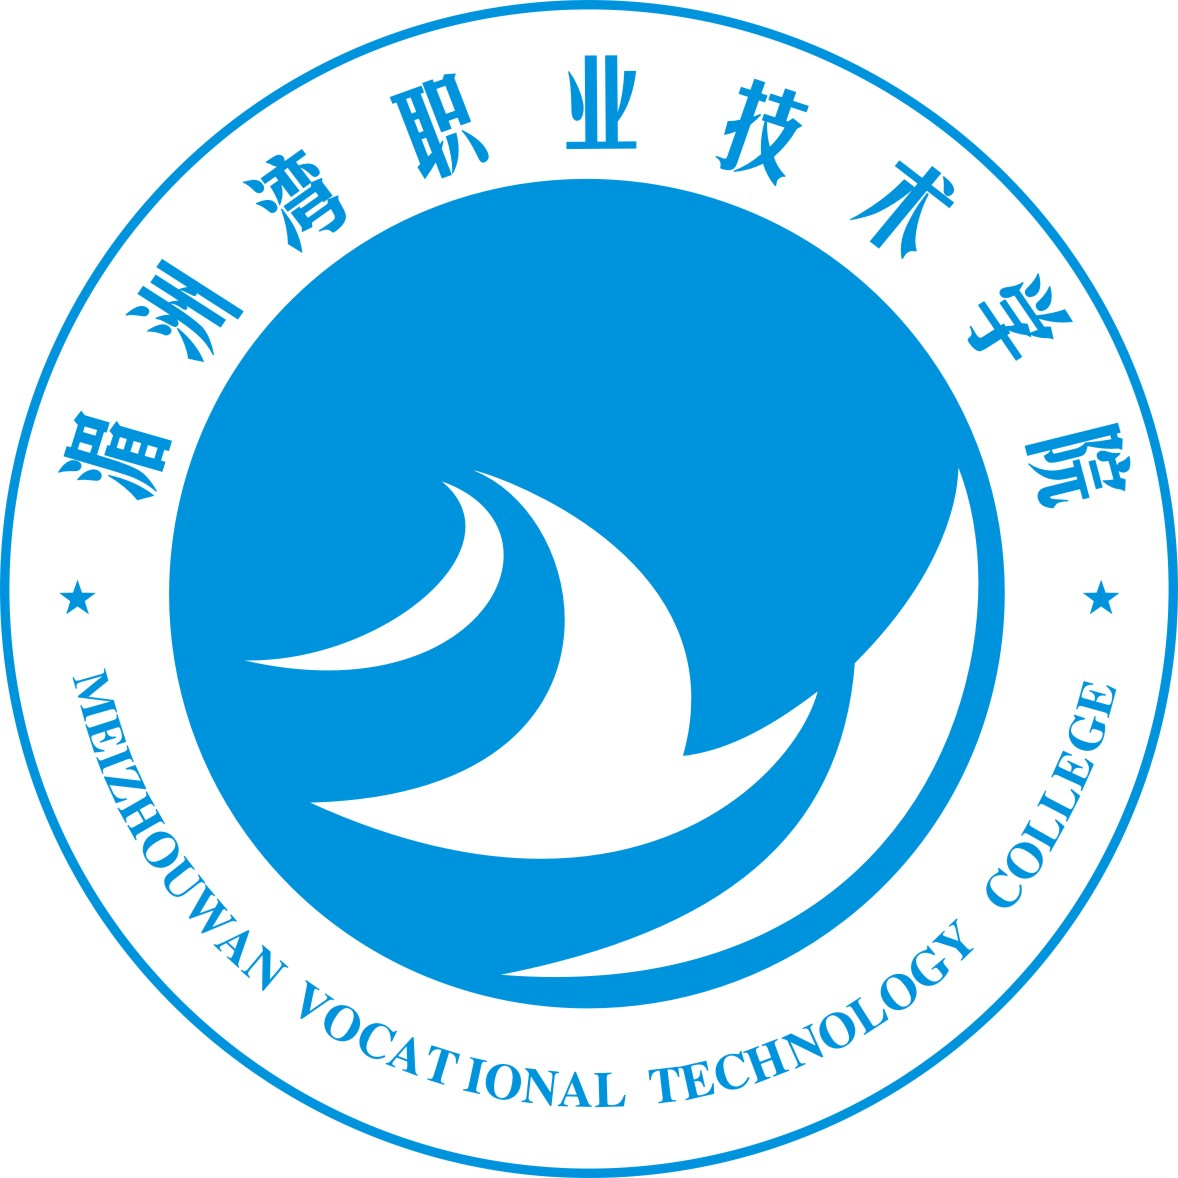 湄洲湾职业技术学院
MEIZHOUWAN VOCATIONAL TECHNOLOGY COLLEGE